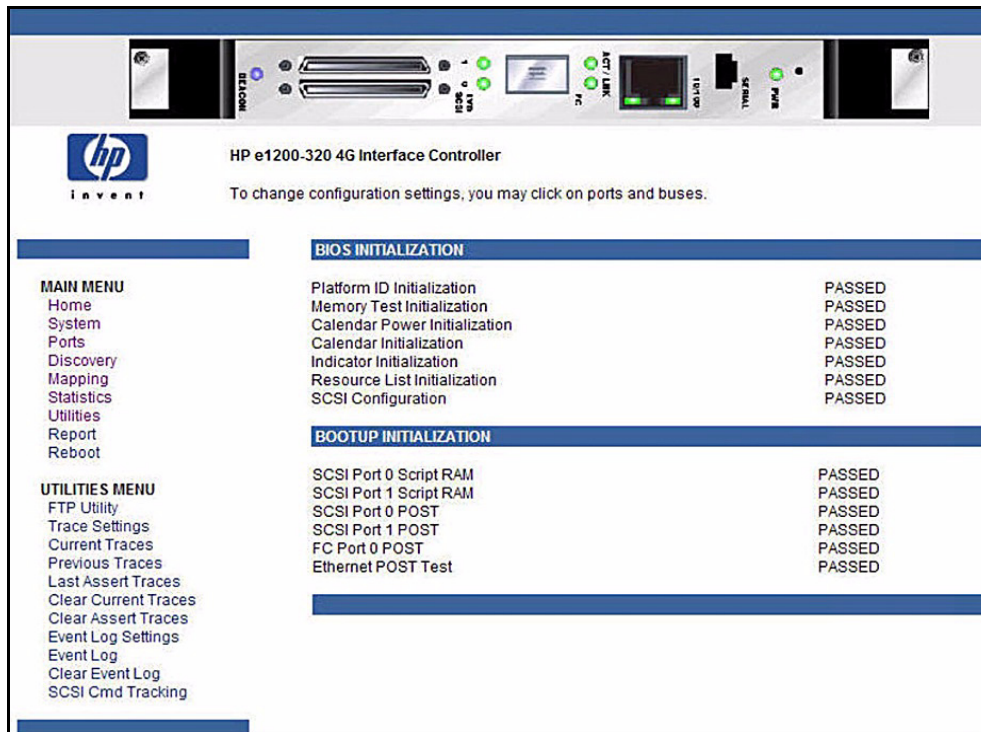 BEACON
1
0
LVD
SCSI
ACT / LNK
FC
10/100
SERIAL
PWR
hp
invent
HP e1200-320 4G Interface Controller
To change configuration settings, you may click on ports and buses.
BIOS INITIALIZATION
MAIN MENU
Home
System
Ports
Discovery
Mapping
Statistics
Utilities
Report
Reboot
Platform ID Initialization PASSED
Memory Test Initialization PASSED
Calendar Power Initialization PASSED
Calendar Initialization PASSED
Indicator Initialization PASSED
Resource List Initialization PASSED
SCSI Configuration PASSED
BOOTUP INITIALIZATION
SCSI Port 0 Script RAM PASSED
SCSI Port 1 Script RAM PASSED
SCSI Port 0 POST PASSED
SCSI Port 1 POST PASSED
FC Port 0 POST PASSED
Ethernet POST Test PASSED
UTILITIES MENU
FTP Utility
Trace Settings
Current Traces
Previous Traces
Last Assert Traces
Clear Current Traces
Clear Assert Traces
Event Log Settings
Event Log
Clear Event Log
SCSI Cmd Tracking